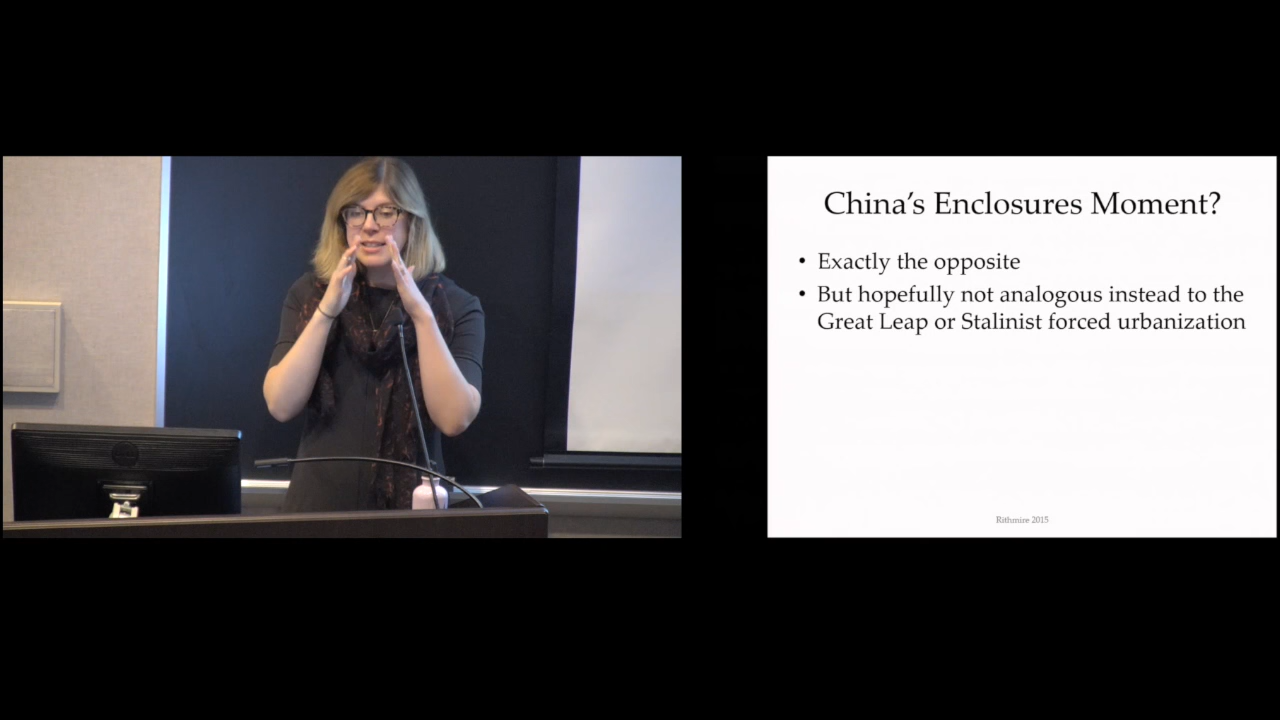 China's Enclosures Moment?
• Exactly the opposite
• But hopefully not analogous instead to the
Great Leap or Stalinist forced urbanization
Rithmire 2015